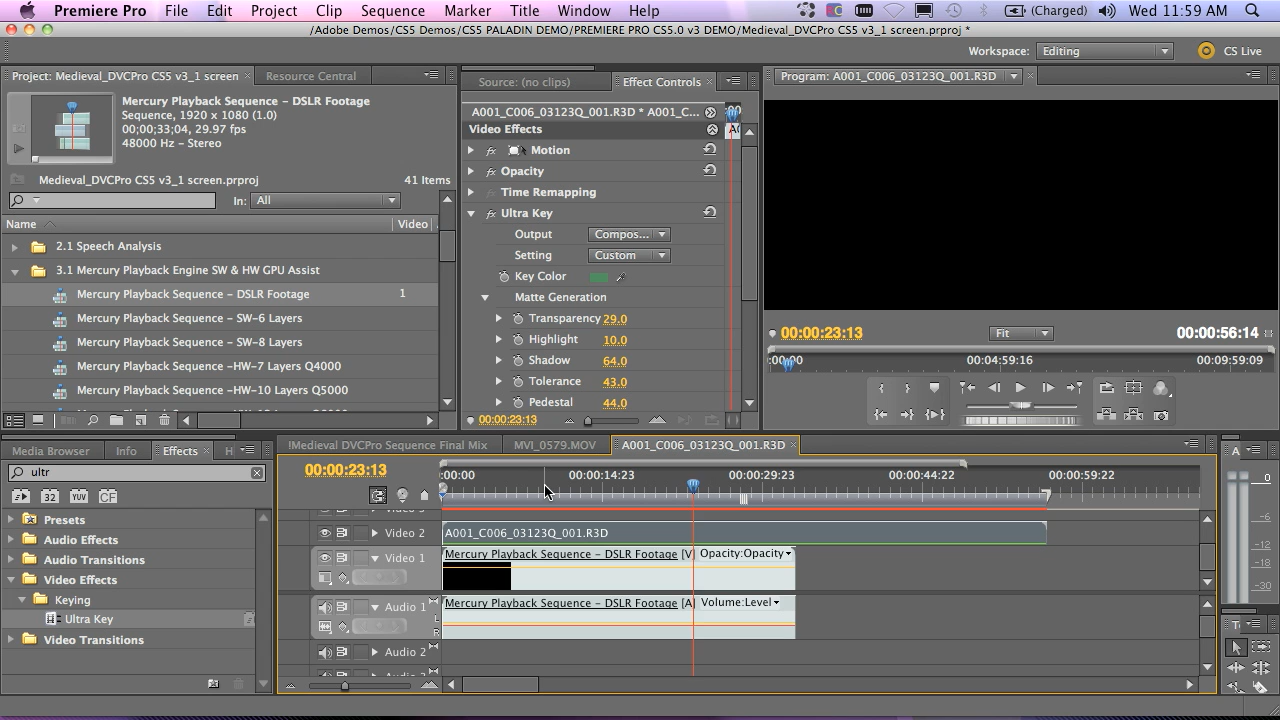 Premiere Pro File Edit Project Clip Sequence Marker Title Window Help (Charged) Wed 11:59 AM
/Adobe Demos/CS5 Demos/CS5 PALADIN DEMO/PREMIERE PRO CS5.0 v3 DEMO/Medieval_DVCPro CS5 v3_1 screen.prproj *
Workspace: Editing CS Live
Project: Medieval_DVCPro CS5 v3_1 screen × Resource Central
Mercury Playback Sequence – DSLR Footage
Sequence, 1920 x 1080 (1.0)
00;00;33;04, 29.97 fps
48000 Hz – Stereo
Medieval_DVCPro CS5 v3_1 screen.prproj 41 Items
In: All
Name Video
2.1 Speech Analysis
3.1 Mercury Playback Engine SW & HW GPU Assist
Mercury Playback Sequence – DSLR Footage 1
Mercury Playback Sequence – SW-6 Layers
Mercury Playback Sequence – SW-8 Layers
Mercury Playback Sequence –HW-7 Layers Q4000
Mercury Playback Sequence –HW-10 Layers Q5000
Source: (no clips) Effect Controls ×
A001_C006_03123Q_001.R3D * A001_C... :00
Video Effects
fx Motion
fx Opacity
Time Remapping
fx Ultra Key
Output Compos...
Setting Custom
Key Color
Matte Generation
Transparency 29.0
Highlight 10.0
Shadow 64.0
Tolerance 43.0
Pedestal 44.0
00:00:23:13
Program: A001_C006_03123Q_001.R3D ×
00:00:23:13 Fit 00:00:56:14
:00:00 00:04:59:16 00:09:59:09
Media Browser Info Effects × H
ultr
32 YUV CF
Presets
Audio Effects
Audio Transitions
Video Effects
Keying
Ultra Key
Video Transitions
!Medieval DVCPro Sequence Final Mix MVI_0579.MOV A001_C006_03123Q_001.R3D ×
00:00:23:13 :00:00 00:00:14:23 00:00:29:23 00:00:44:22 00:00:59:22
Video 2 A001_C006_03123Q_001.R3D
Video 1 Mercury Playback Sequence – DSLR Footage [V] Opacity:Opacity
Audio 1 Mercury Playback Sequence – DSLR Footage [A] Volume:Level
L
R
Audio 2
A
0
-6
-12
-18
-30